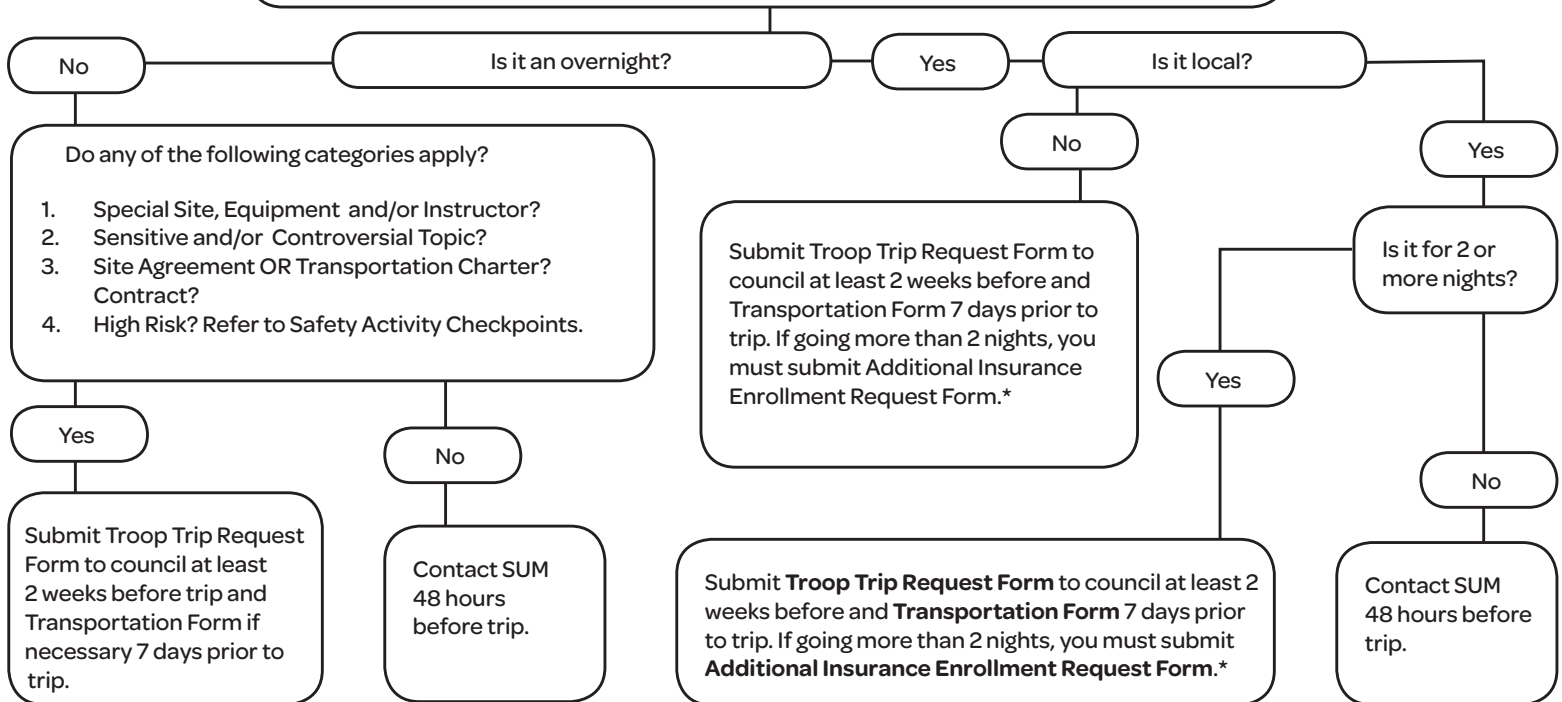 No
Is it an overnight?
Yes
Is it local?
No
Yes
Do any of the following categories apply?
1. Special Site, Equipment and/or Instructor?
2. Sensitive and/or Controversial Topic?
3. Site Agreement OR Transportation Charter?
Contract?
4. High Risk? Refer to Safety Activity Checkpoints.
Submit Troop Trip Request Form to
council at least 2 weeks before and
Transportation Form 7 days prior to
trip. If going more than 2 nights, you
must submit Additional Insurance
Enrollment Request Form.*
Is it for 2 or
more nights?
Yes
Yes
No
No
Submit Troop Trip Request
Form to council at least
2 weeks before trip and
Transportation Form if
necessary 7 days prior to
trip.
Contact SUM
48 hours
before trip.
Submit Troop Trip Request Form to council at least 2
weeks before and Transportation Form 7 days prior
to trip. If going more than 2 nights, you must submit
Additional Insurance Enrollment Request Form.*
Contact SUM
48 hours before
trip.